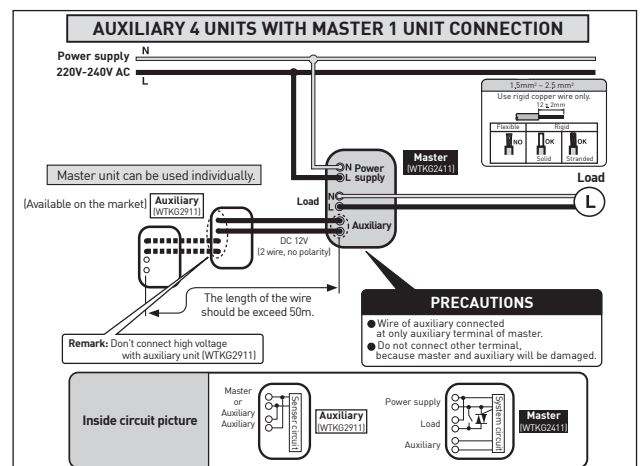 AUXILIARY 4 UNITS WITH MASTER 1 UNIT CONNECTION
Power supply
220V-240V AC
N
L
1.5mm² – 2.5 mm²
Use rigid copper wire only.
12 ± 2mm
Flexible
Rigid
NO
OK
OK
Solid
Stranded
Master unit can be used individually.
N Power
L supply
Master
(WTKG2411)
Load
N
L
Auxiliary
Load
L
(Available on the market)
Auxiliary
(WTKG2911)
DC 12V
(2 wire, no polarity)
The length of the wire
should be exceed 50m.
Remark: Don't connect high voltage
with auxiliary unit (WTKG2911)
PRECAUTIONS
● Wire of auxiliary connected
at only auxiliary terminal of master.
● Do not connect other terminal,
because master and auxiliary will be damaged.
Inside circuit picture
Master
or
Auxiliary
Auxiliary
Senser circuit
Auxiliary
(WTKG2911)
Power supply
Load
Auxiliary
System circuit
Master
(WTKG2411)